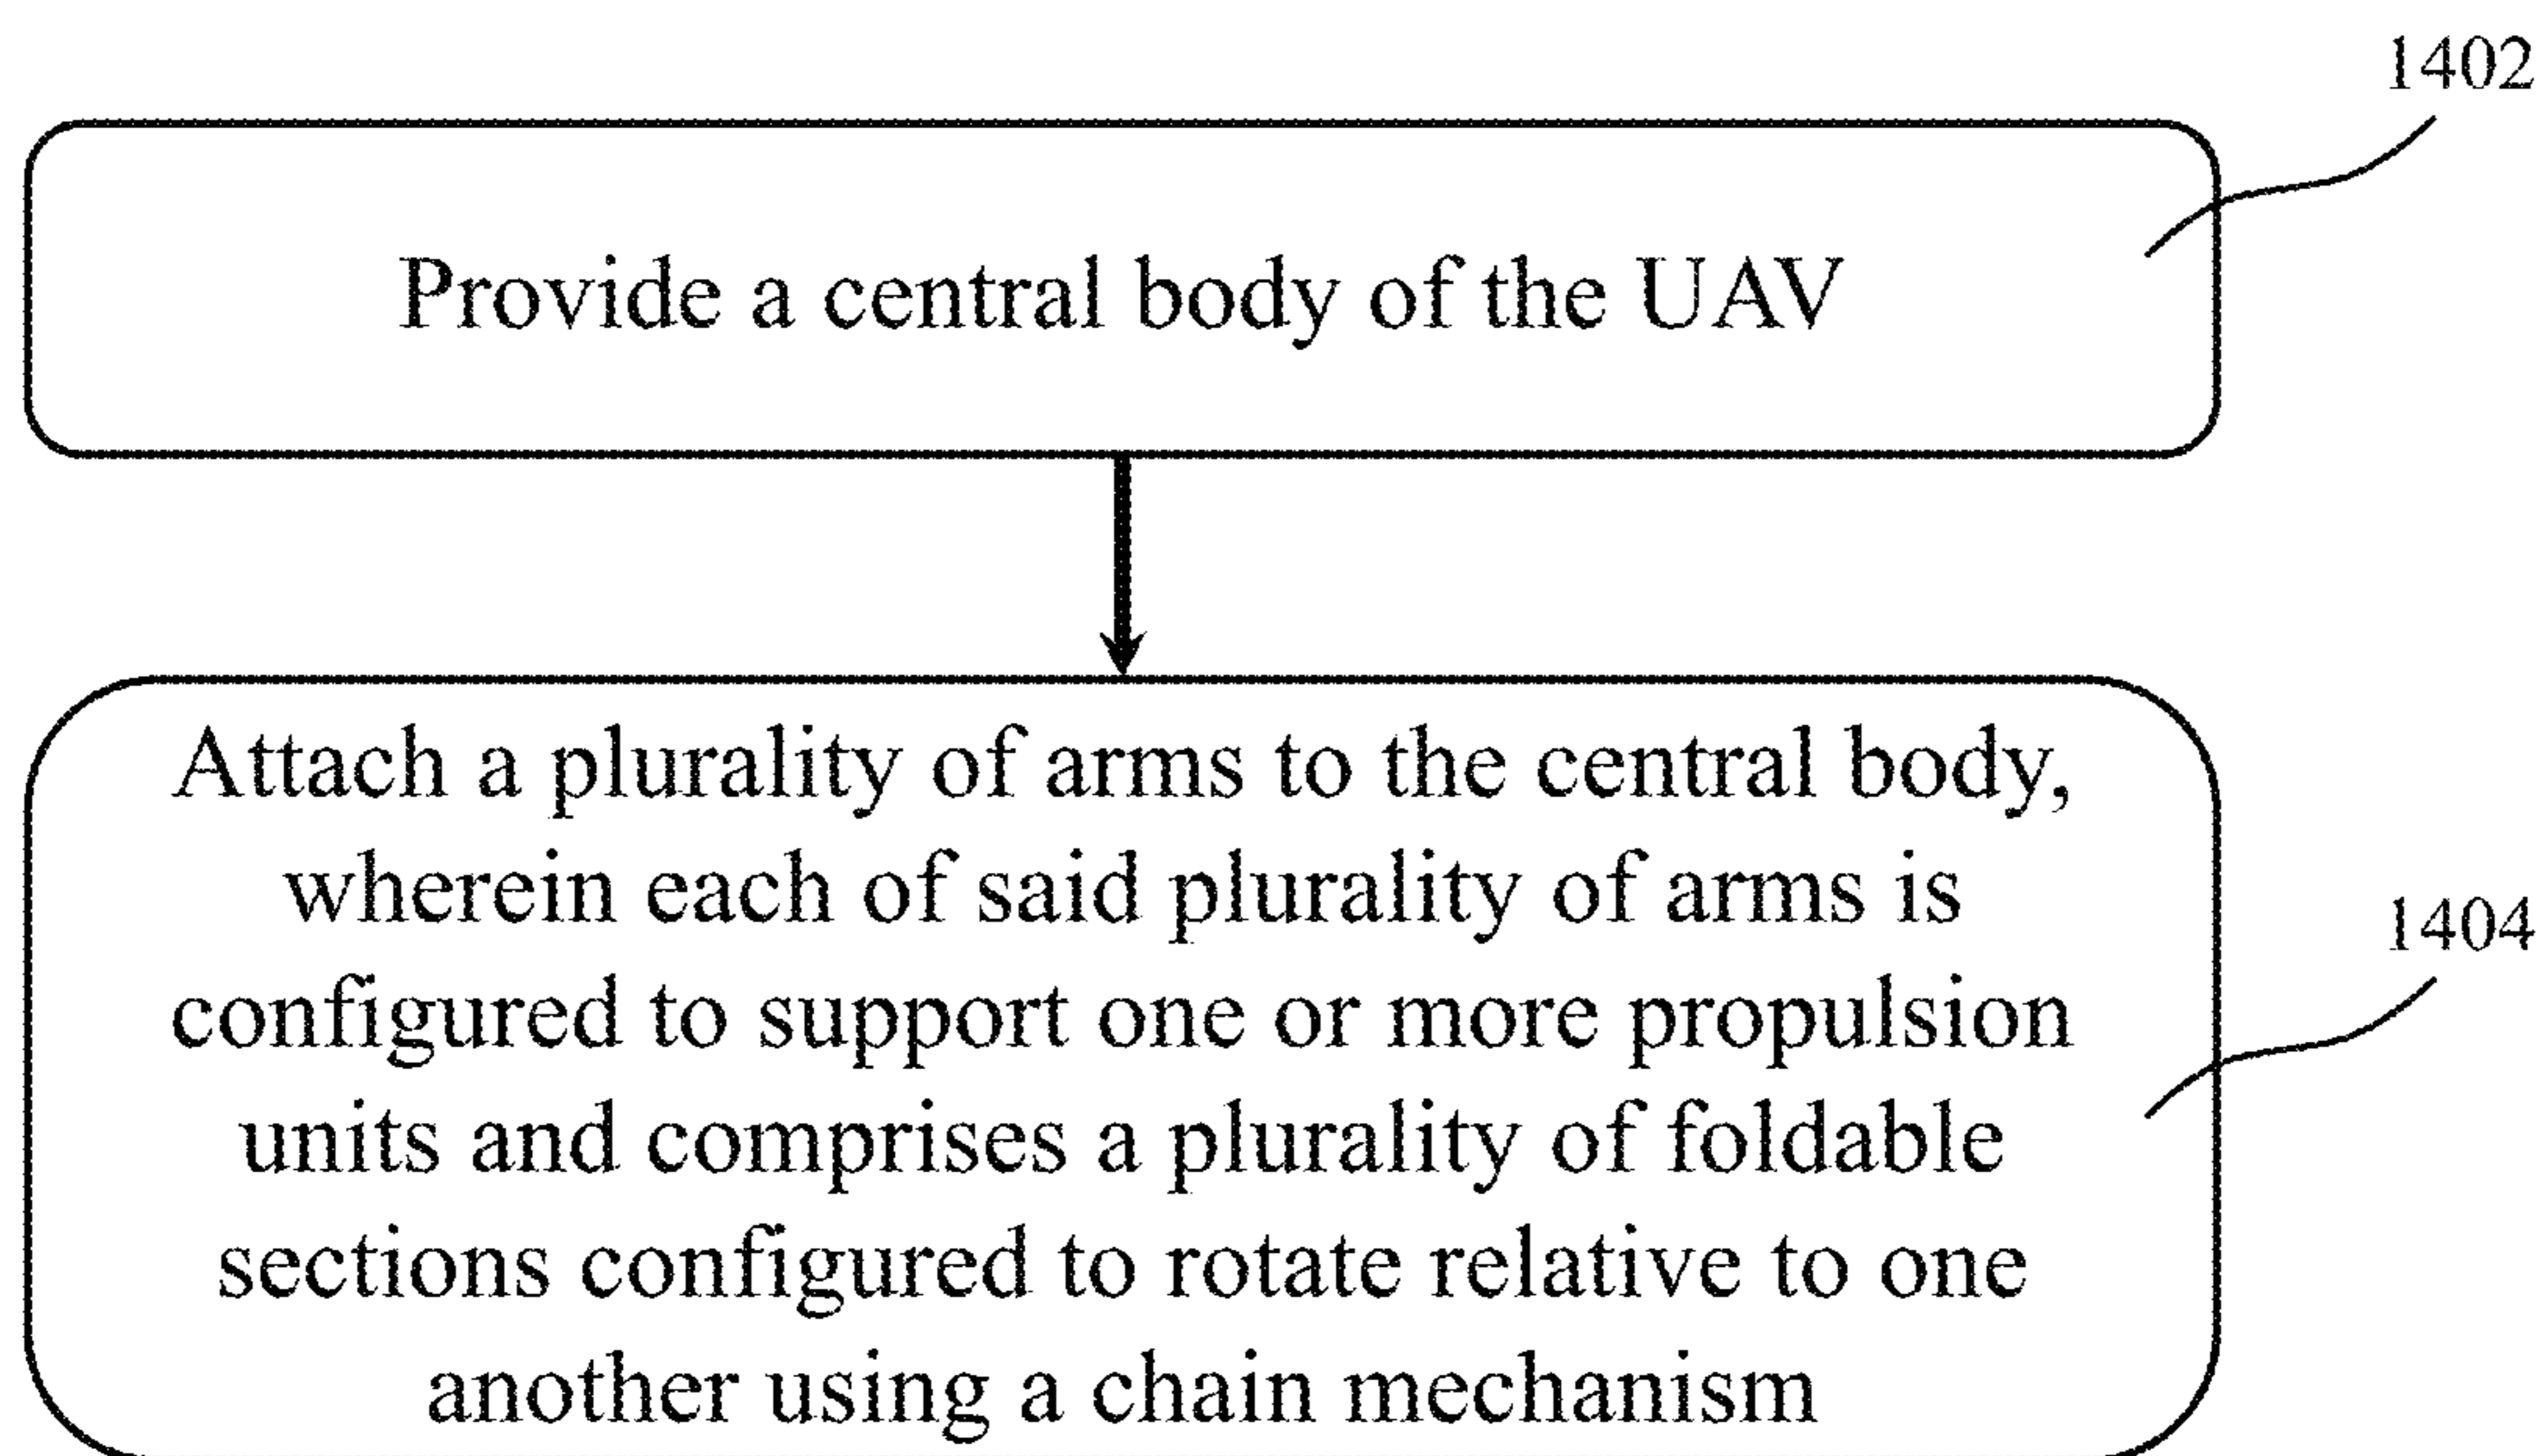 1402
Provide a central body of the UAV
Attach a plurality of arms to the central body,
wherein each of said plurality of arms is
configured to support one or more propulsion
1404
units and comprises a plurality of foldable
sections configured to rotate relative to one
another using a chain mechanism